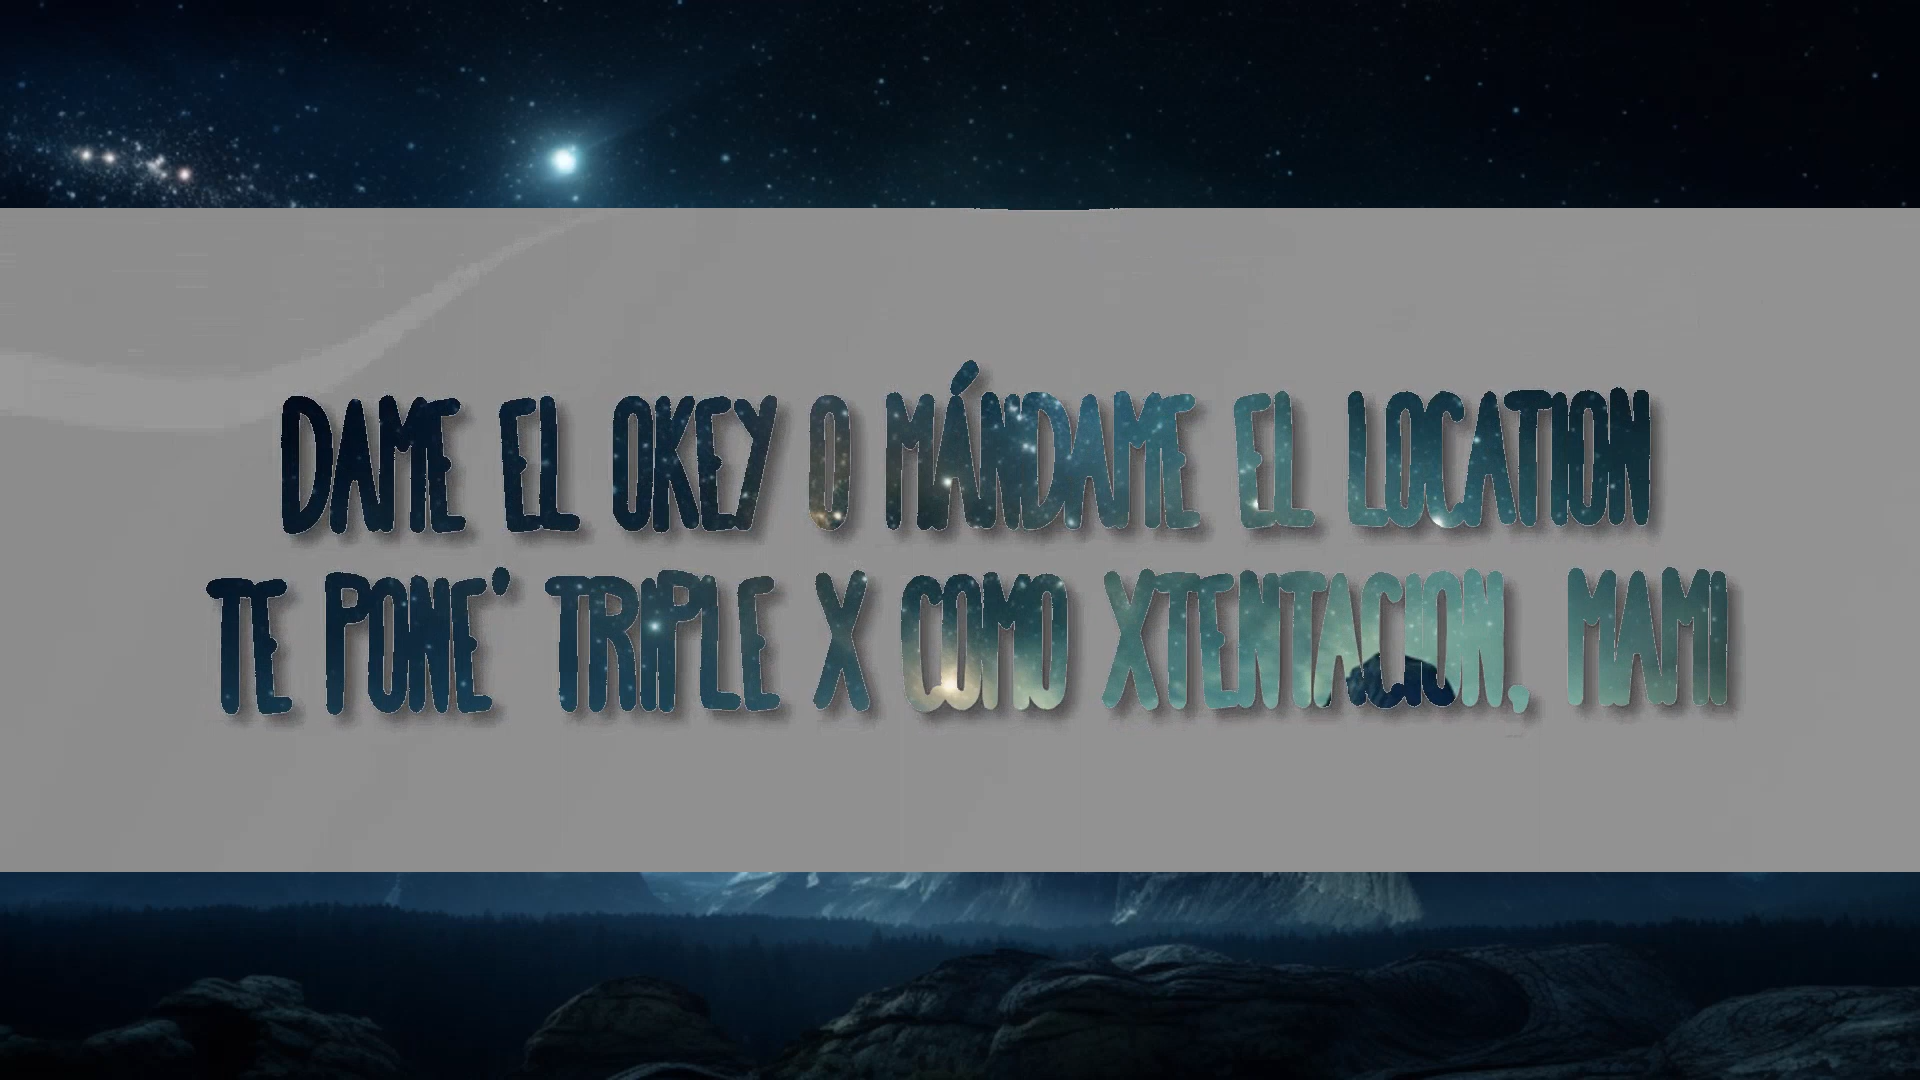 DAME EL OKEY O MÁNDAME EL LOCATION
TE PONE' TRIPLE X COMO XTENTACION, MAMI